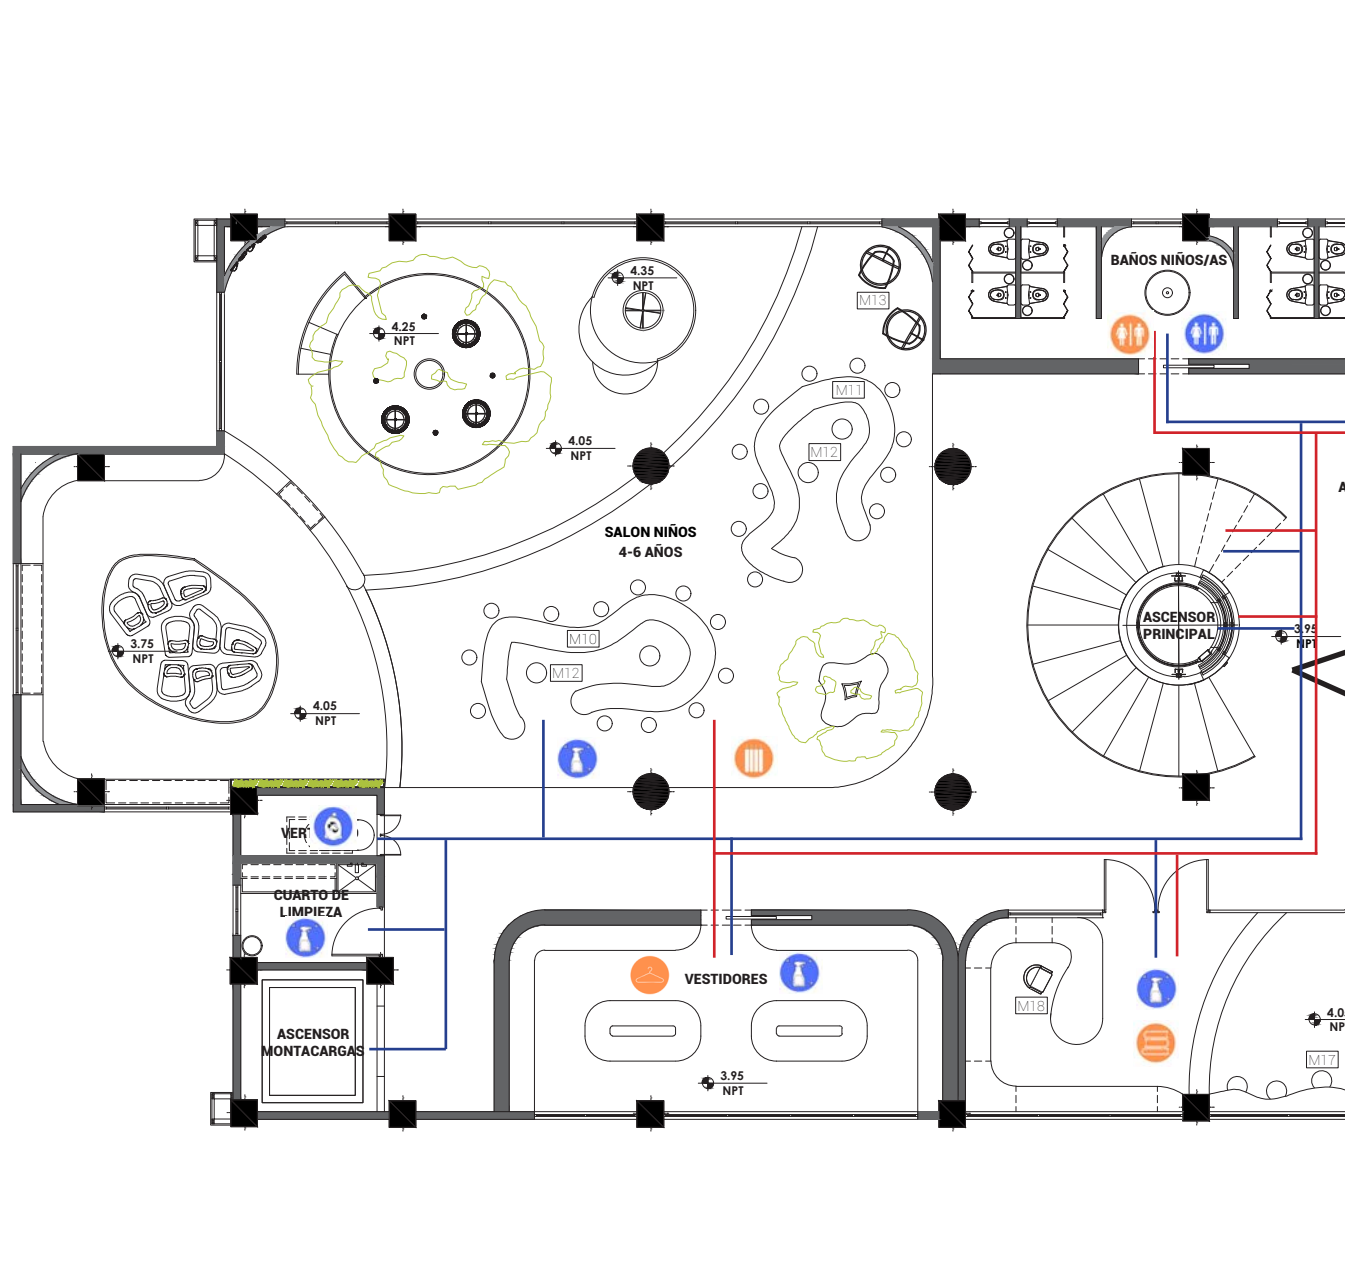 BAÑOS NIÑOS/AS
4.35
NPT
M13
4.25
NPT
M11
4.05
NPT
M12
SALON NIÑOS
4-6 AÑOS
ASCENSOR
PRINCIPAL
3.95
NPT
M10
3.75
NPT
M12
4.05
NPT
VER
CUARTO DE
LIMPIEZA
VESTIDORES
M18
ASCENSOR
MONTACARGAS
NP
M17
3.95
NPT